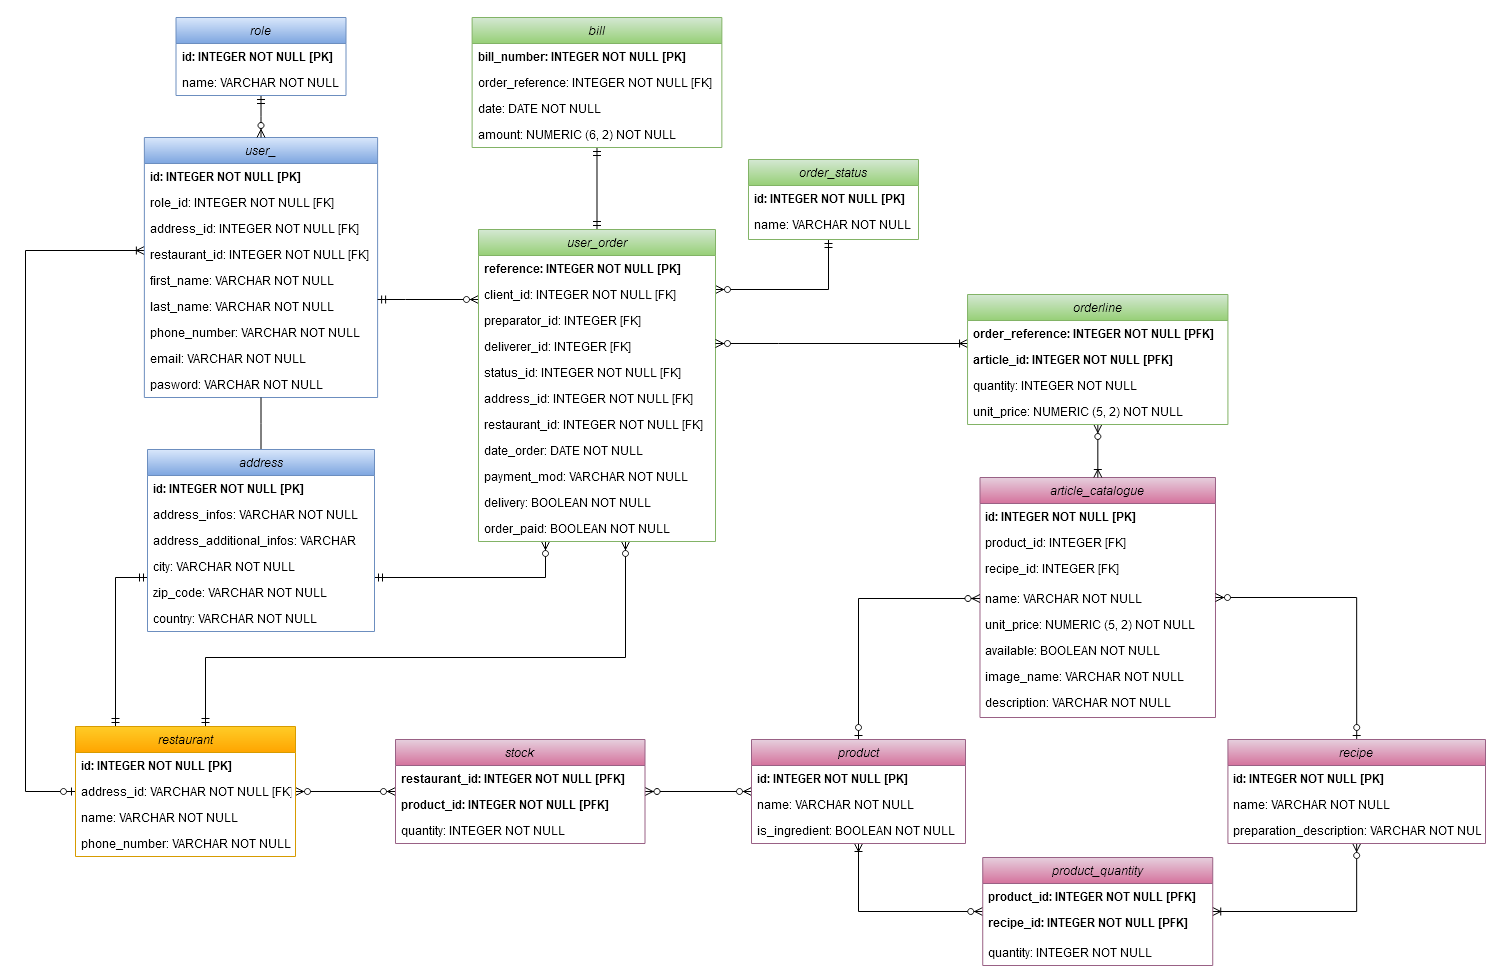 role
id: INTEGER NOT NULL [PK]
name: VARCHAR NOT NULL
bill
bill_number: INTEGER NOT NULL [PK]
order_reference: INTEGER NOT NULL [FK]
date: DATE NOT NULL
amount: NUMERIC (6, 2) NOT NULL
user_
id: INTEGER NOT NULL [PK]
role_id: INTEGER NOT NULL [FK]
address_id: INTEGER NOT NULL [FK]
restaurant_id: INTEGER NOT NULL [FK]
first_name: VARCHAR NOT NULL
last_name: VARCHAR NOT NULL
phone_number: VARCHAR NOT NULL
email: VARCHAR NOT NULL
pasword: VARCHAR NOT NULL
order_status
id: INTEGER NOT NULL [PK]
name: VARCHAR NOT NULL
user_order
reference: INTEGER NOT NULL [PK]
client_id: INTEGER NOT NULL [FK]
preparator_id: INTEGER [FK]
deliverer_id: INTEGER [FK]
status_id: INTEGER NOT NULL [FK]
address_id: INTEGER NOT NULL [FK]
restaurant_id: INTEGER NOT NULL [FK]
date_order: DATE NOT NULL
payment_mod: VARCHAR NOT NULL
delivery: BOOLEAN NOT NULL
order_paid: BOOLEAN NOT NULL
orderline
order_reference: INTEGER NOT NULL [PFK]
article_id: INTEGER NOT NULL [PFK]
quantity: INTEGER NOT NULL
unit_price: NUMERIC (5, 2) NOT NULL
address
id: INTEGER NOT NULL [PK]
address_infos: VARCHAR NOT NULL
address_additional_infos: VARCHAR
city: VARCHAR NOT NULL
zip_code: VARCHAR NOT NULL
country: VARCHAR NOT NULL
article_catalogue
id: INTEGER NOT NULL [PK]
product_id: INTEGER [FK]
recipe_id: INTEGER [FK]
name: VARCHAR NOT NULL
unit_price: NUMERIC (5, 2) NOT NULL
available: BOOLEAN NOT NULL
image_name: VARCHAR NOT NULL
description: VARCHAR NOT NULL
restaurant
id: INTEGER NOT NULL [PK]
address_id: VARCHAR NOT NULL [FK]
name: VARCHAR NOT NULL
phone_number: VARCHAR NOT NULL
stock
restaurant_id: INTEGER NOT NULL [PFK]
product_id: INTEGER NOT NULL [PFK]
quantity: INTEGER NOT NULL
product
id: INTEGER NOT NULL [PK]
name: VARCHAR NOT NULL
is_ingredient: BOOLEAN NOT NULL
recipe
id: INTEGER NOT NULL [PK]
name: VARCHAR NOT NULL
preparation_description: VARCHAR NOT NUL
product_quantity
product_id: INTEGER NOT NULL [PFK]
recipe_id: INTEGER NOT NULL [PFK]
quantity: INTEGER NOT NULL